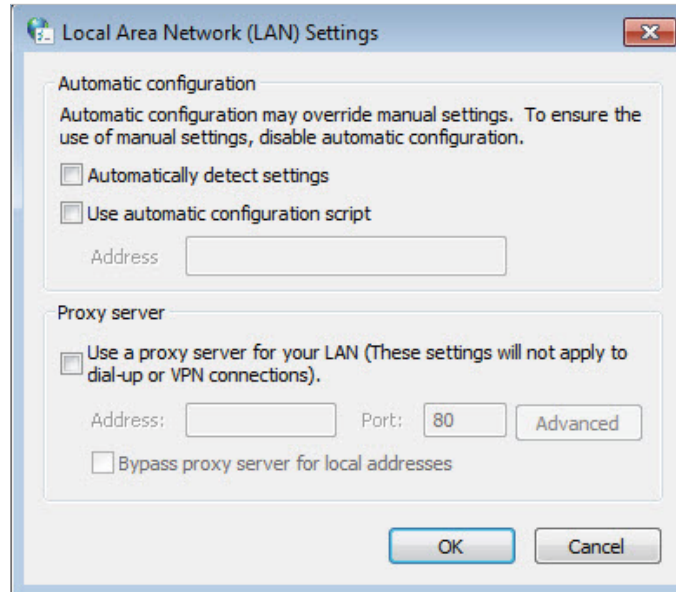 Local Area Network (LAN) Settings
Automatic configuration
Automatic configuration may override manual settings. To ensure the
use of manual settings, disable automatic configuration.
Automatically detect settings
Use automatic configuration script
Address
Proxy server
Use a proxy server for your LAN (These settings will not apply to
dial-up or VPN connections).
Address: Port: 80 Advanced
Bypass proxy server for local addresses
OK Cancel